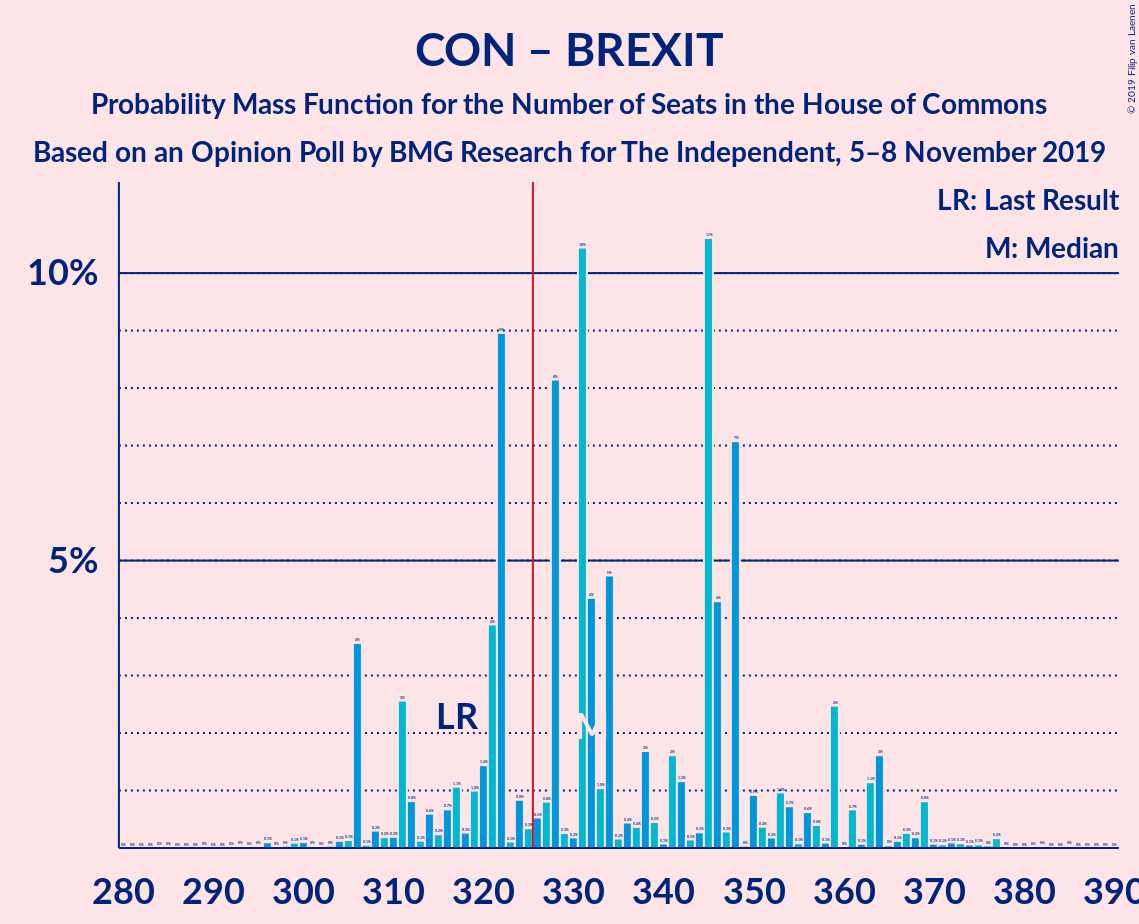 CON – BREXIT
Probability Mass Function for the Number of Seats in the House of Commons
Based on an Opinion Poll by BMG Research for The Independent, 5–8 November 2019
© 2019 Filip van Laenen
LR: Last Result
M: Median
10%
5%
LR
M
280 290 300 310 320 330 340 350 360 370 380 390